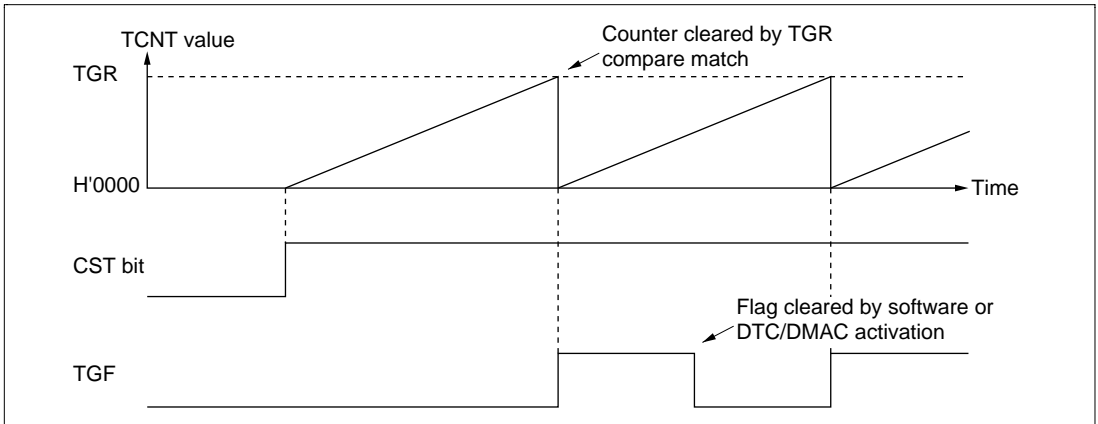 TCNT value
Counter cleared by TGR
compare match
TGR
H'0000
Time
CST bit
Flag cleared by software or
DTC/DMAC activation
TGF